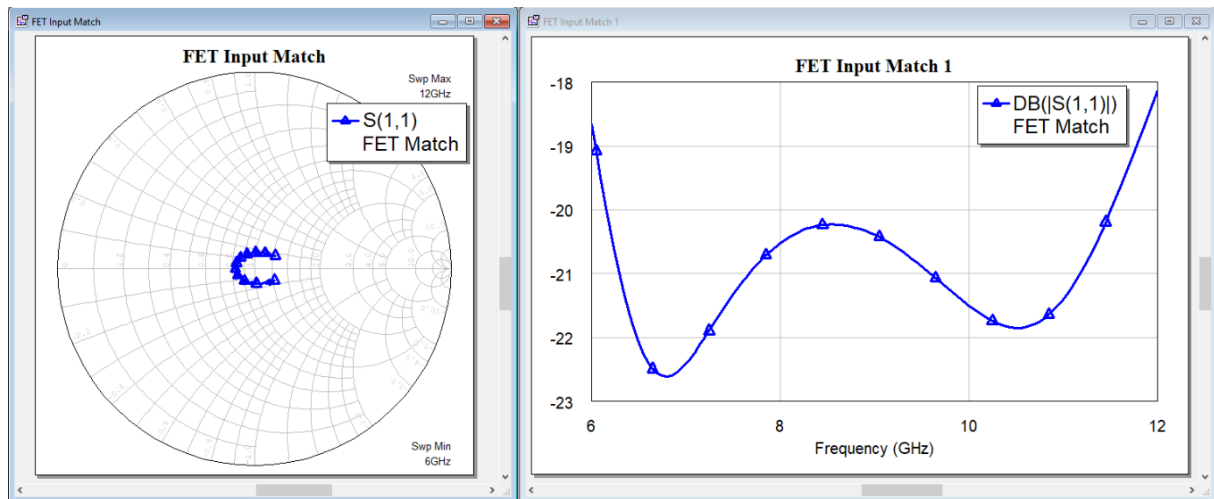 FET Input Match
FET Input Match
Swp Max
12GHz
S(1,1)
FET Match
Swp Min
6GHz
FET Input Match 1
FET Input Match 1
-18
-19
-20
-21
-22
-23
DB(|S(1,1)|)
FET Match
6
8
10
12
Frequency (GHz)